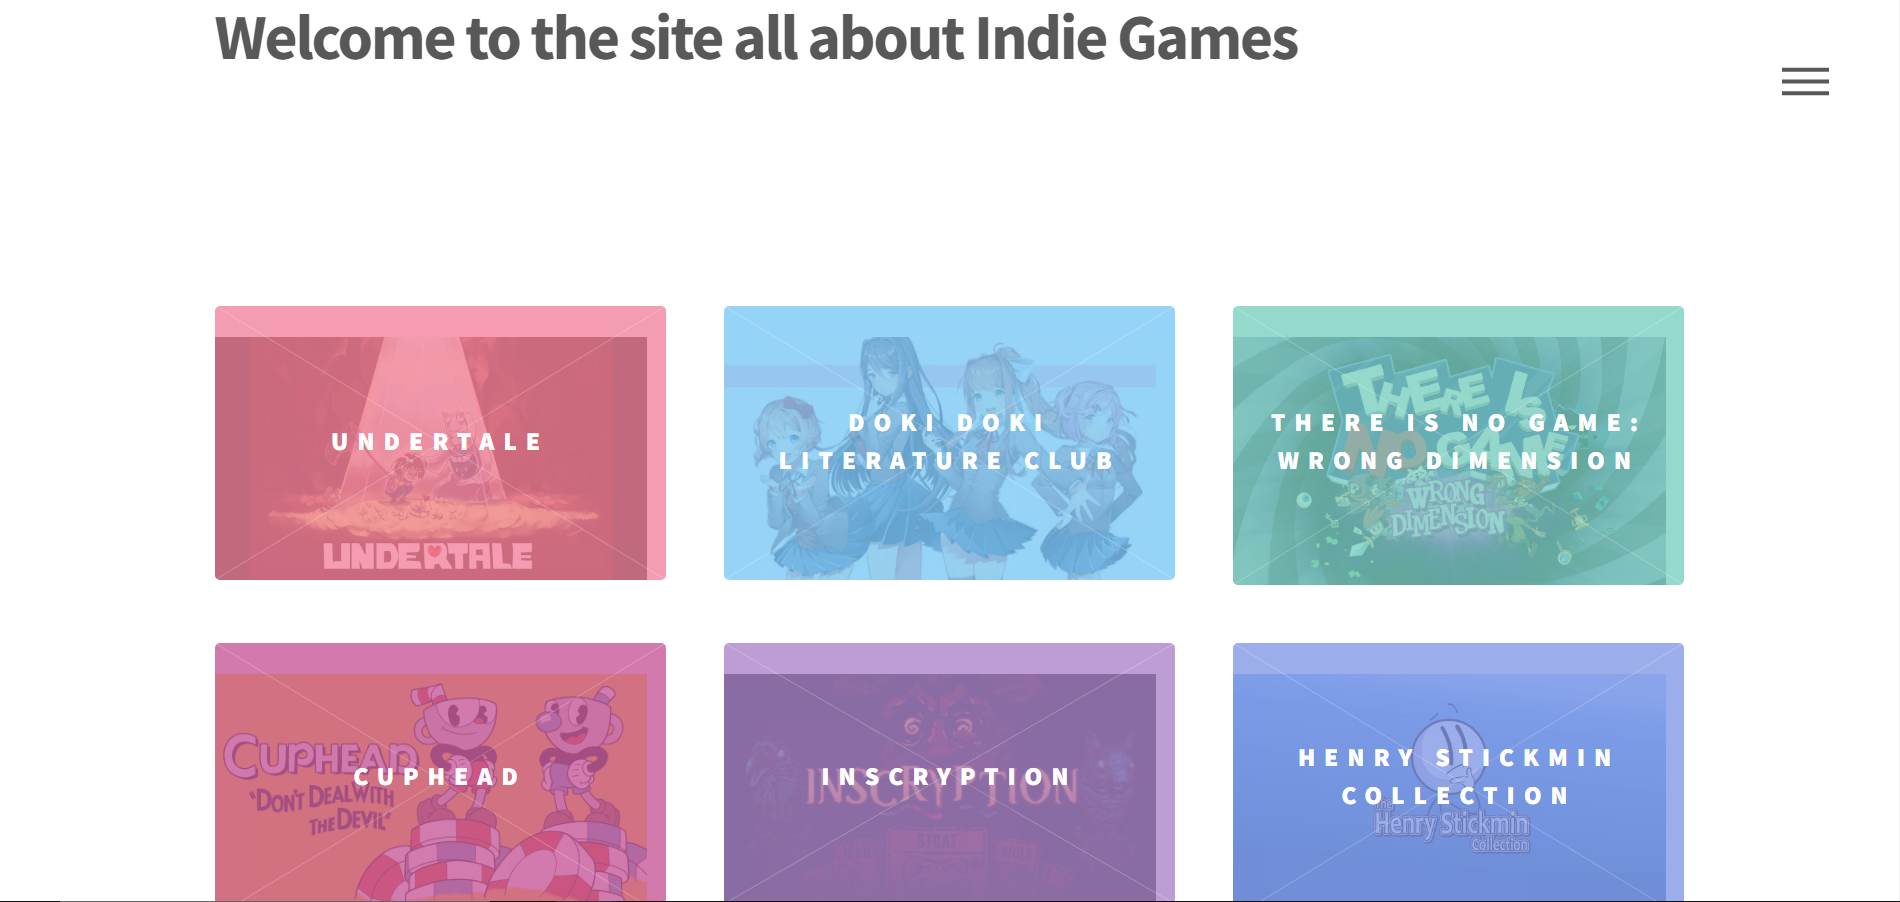 Welcome to the site all about Indie Games
UNDERTALE
UNDERTALE
DOKI DOKI
LITERATURE CLUB
THERE IS NO GAME:
WRONG DIMENSION
THERE IS
NO GAME
WRONG
DIMENSION
CUPHEAD
CUPHEAD
"DON'T DEAL WITH
THE DEVIL"
INSCRYPTION
INSCRYPTION
STOAT
WOLF
HENRY STICKMIN
COLLECTION
The
Henry Stickmin
Collection